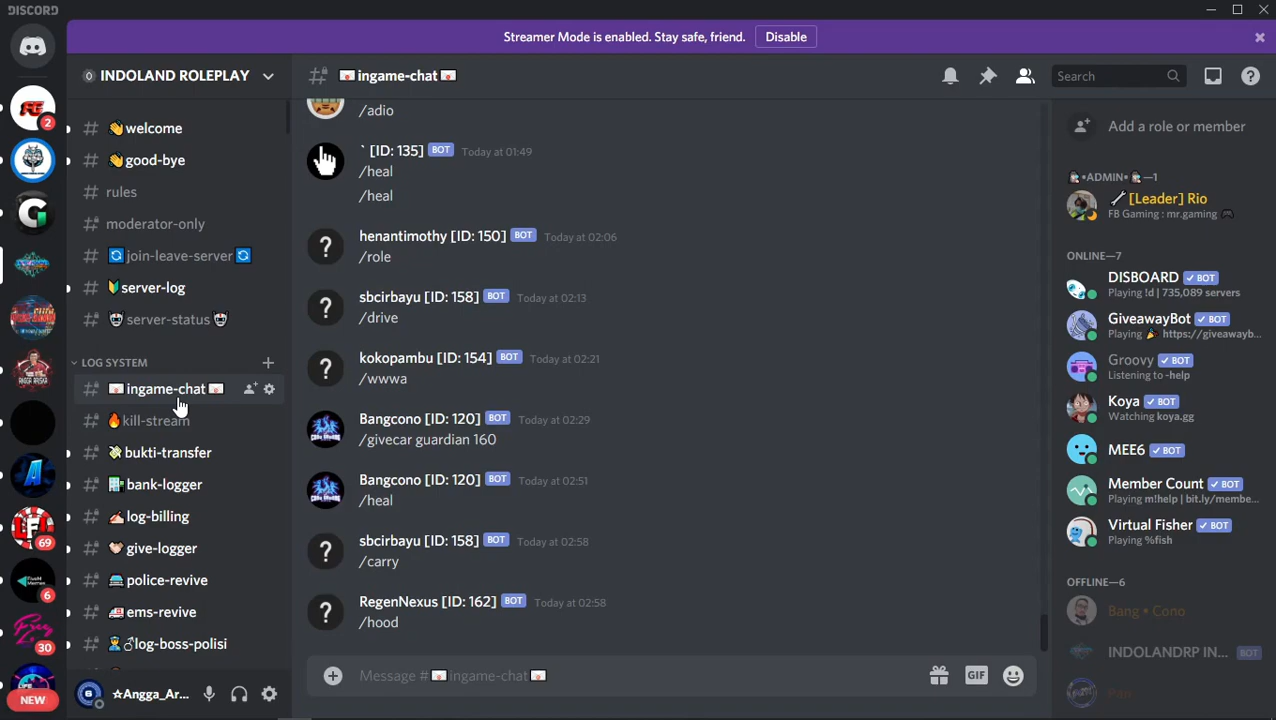 DISCORD
Streamer Mode is enabled. Stay safe, friend. Disable
INDOLAND ROLEPLAY
welcome
good-bye
rules
moderator-only
join-leave-server
server-log
server-status
LOG SYSTEM
ingame-chat
kill-stream
bukti-transfer
bank-logger
log-billing
give-logger
police-revive
ems-revive
log-boss-polisi
2
69
6
30
NEW
☆Angga_Ar...
# ingame-chat
Search
/adio
` [ID: 135] BOT Today at 01:49
/heal
/heal
henantimothy [ID: 150] BOT Today at 02:06
/role
sbcirbayu [ID: 158] BOT Today at 02:13
/drive
kokopambu [ID: 154] BOT Today at 02:21
/wwwa
Bangcono [ID: 120] BOT Today at 02:29
/givecar guardian 160
Bangcono [ID: 120] BOT Today at 02:51
/heal
sbcirbayu [ID: 158] BOT Today at 02:58
/carry
RegenNexus [ID: 162] BOT Today at 02:58
/hood
Message # ingame-chat
GIF
Add a role or member
•ADMIN• —1
[Leader] Rio
FB Gaming : mr.gaming
ONLINE—7
DISBOARD ✓ BOT
Playing !d | 735,089 servers
GiveawayBot ✓ BOT
Playing 🎉 https://giveawayb...
Groovy ✓ BOT
Listening to -help
Koya ✓ BOT
Watching koya.gg
MEE6 ✓ BOT
Member Count ✓ BOT
Playing m!help | bit.ly/membe...
Virtual Fisher ✓ BOT
Playing %fish
OFFLINE—6
Bang • Cono
INDOLANDRP IN... BOT